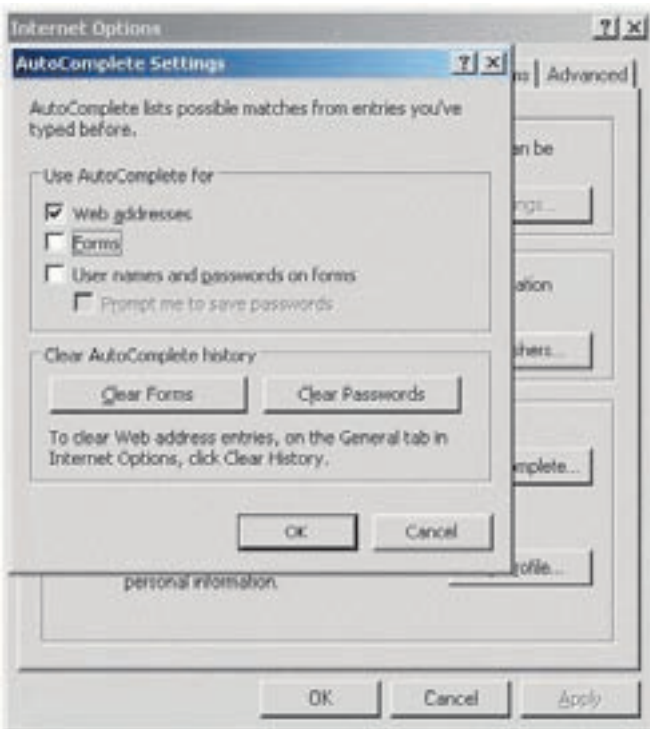 Internet Options
AutoComplete Settings
Advanced
AutoComplete lists possible matches from entries you've
typed before.
an be
Use AutoComplete for
Web addresses
Forms
User names and passwords on forms
Prompt me to save passwords
ation
Clear AutoComplete history
Clear Forms
Clear Passwords
To clear Web address entries, on the General tab in
Internet Options, click Clear History.
mplete...
OK
Cancel
ofile...
personal information.
OK
Cancel
Apply